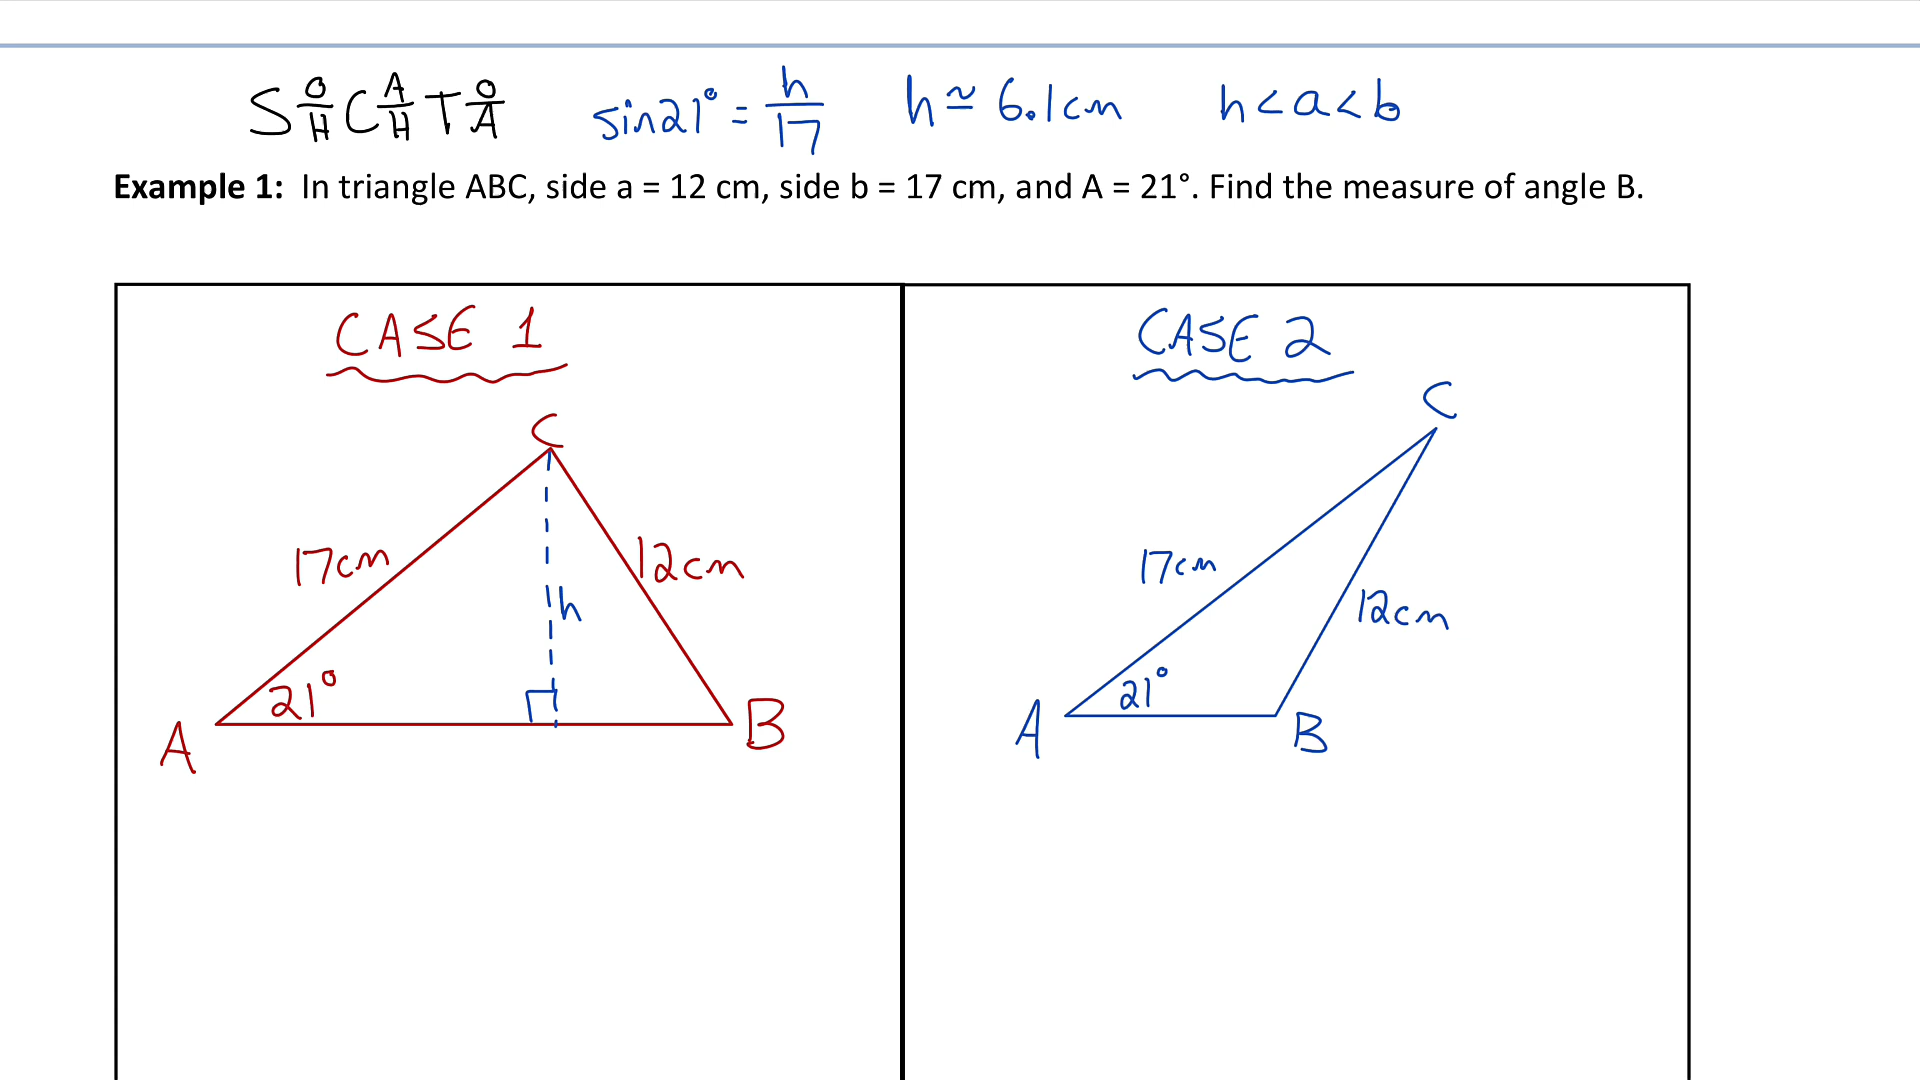 S O/H C A/H T O/A sin21° = h/17 h ≃ 6.1cm h < a < b
Example 1: In triangle ABC, side a = 12 cm, side b = 17 cm, and A = 21°. Find the measure of angle B.
CASE 1
C
17cm
12cm
h
21°
A
B
CASE 2
C
17cm
12cm
21°
A
B